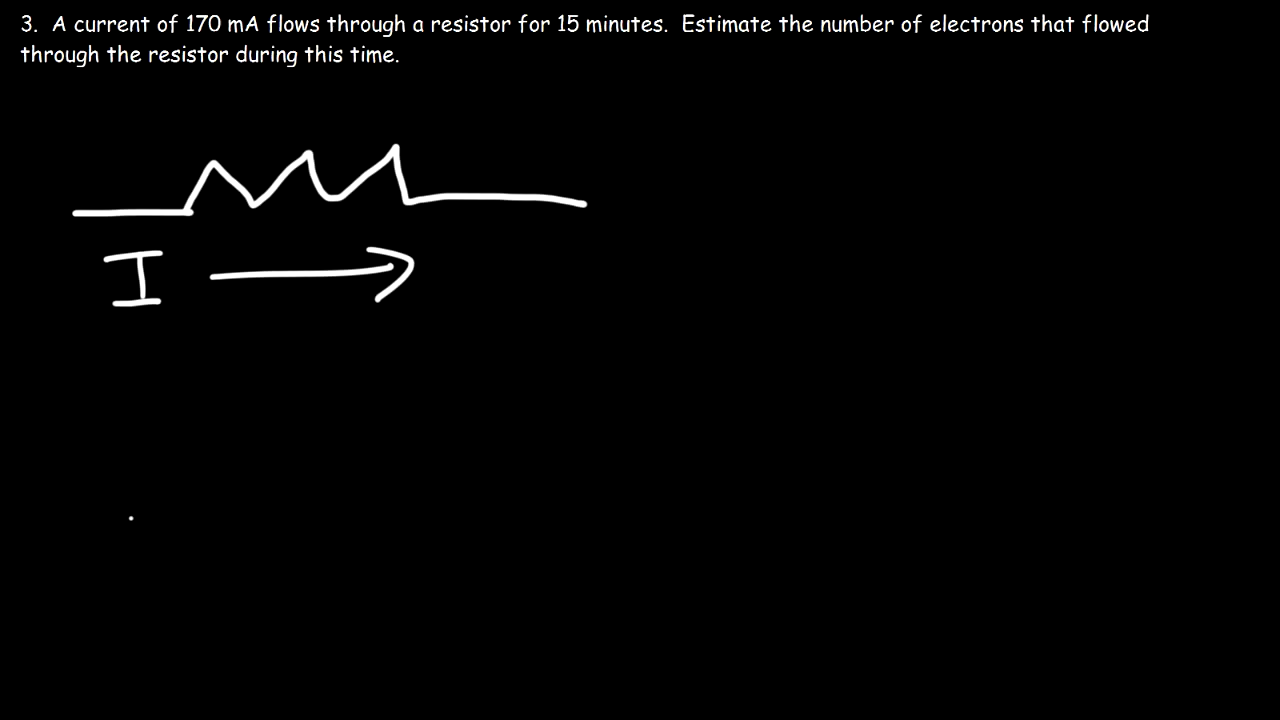 3. A current of 170 mA flows through a resistor for 15 minutes. Estimate the number of electrons that flowed
through the resistor during this time.
I